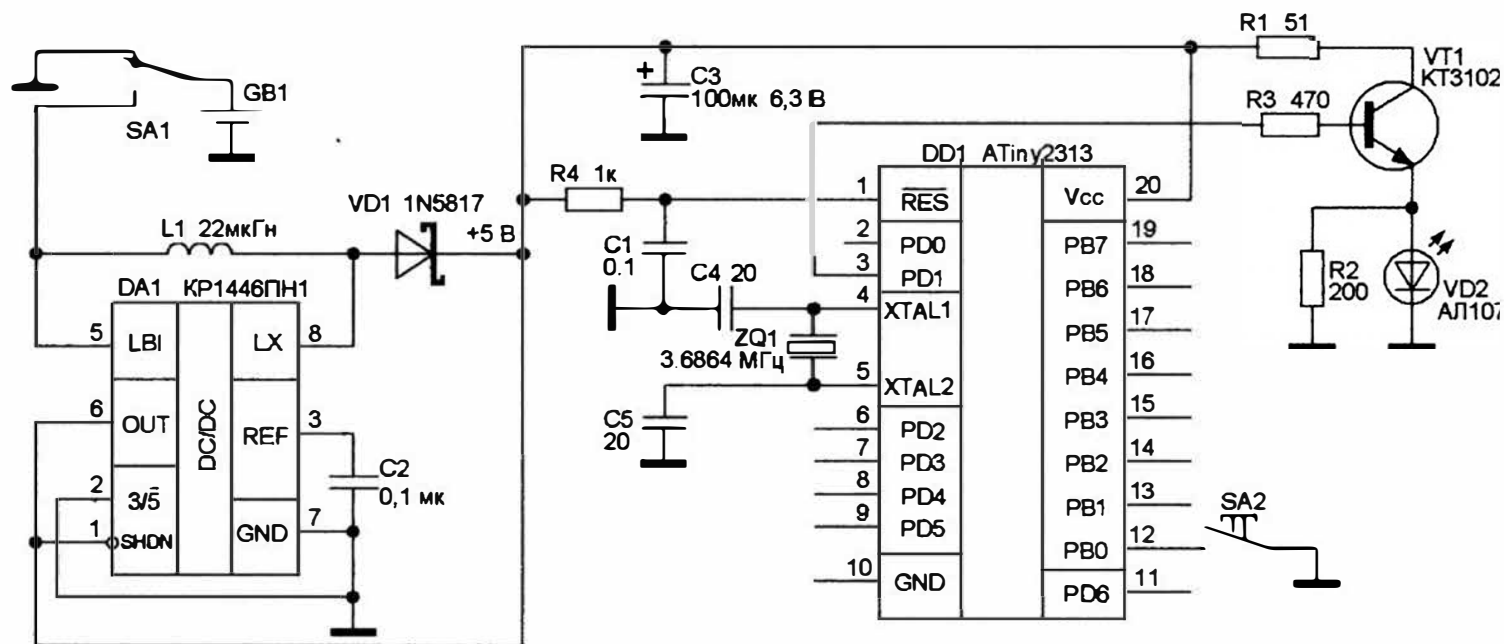 R1 51
VT1
КТ3102
+
C3
100мк 6,3 В
R3 470
GB1
SA1
DD1 ATiny2313
R4 1к
1
RES
Vcc
20
VD1 1N5817
+5 В
L1 22мкГн
2
PD0
PB7
19
C1
0.1
C4 20
3
PD1
PB6
18
R2
200
VD2
АЛ107
DA1 КР1446ПН1
4
XTAL1
PB5
17
5
LBI
LX
8
ZQ1
3.6864 МГц
PB4
16
5
XTAL2
6
OUT
REF
3
DC/DC
C5
20
PB3
15
6
PD2
7
PD3
PB2
14
C2
0,1 мк
2
3/5
8
PD4
PB1
13
SA2
1
SHDN
GND
7
9
PD5
PB0
12
10
GND
PD6
11